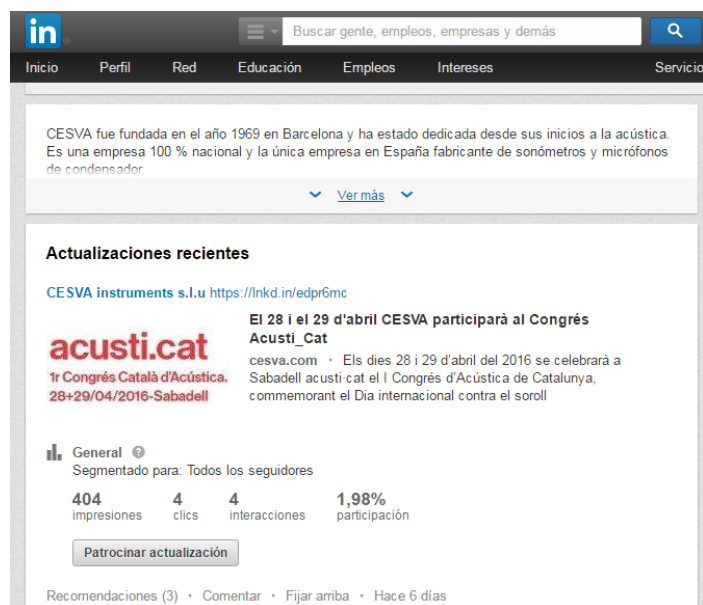 in
Buscar gente, empleos, empresas y demás
Inicio Perfil Red Educación Empleos Intereses Servicio
CESVA fue fundada en el año 1969 en Barcelona y ha estado dedicada desde sus inicios a la acústica.
Es una empresa 100 % nacional y la única empresa en España fabricante de sonómetros y micrófonos
de condensador.
Ver más
Actualizaciones recientes
CESVA instruments s.l.u https://lnkd.in/edpr6mc
acusti.cat
1r Congrés Català d'Acústica.
28+29/04/2016-Sabadell
El 28 i el 29 d'abril CESVA participarà al Congrés
Acusti_Cat
cesva.com · Els dies 28 i 29 d'abril del 2016 se celebrarà a
Sabadell acusti·cat el I Congrés d'Acústica de Catalunya,
commemorant el Dia internacional contra el soroll
General ?
Segmentado para: Todos los seguidores
404 4 4 1,98%
impresiones clics interacciones participación
Patrocinar actualización
Recomendaciones (3) · Comentar · Fijar arriba · Hace 6 días